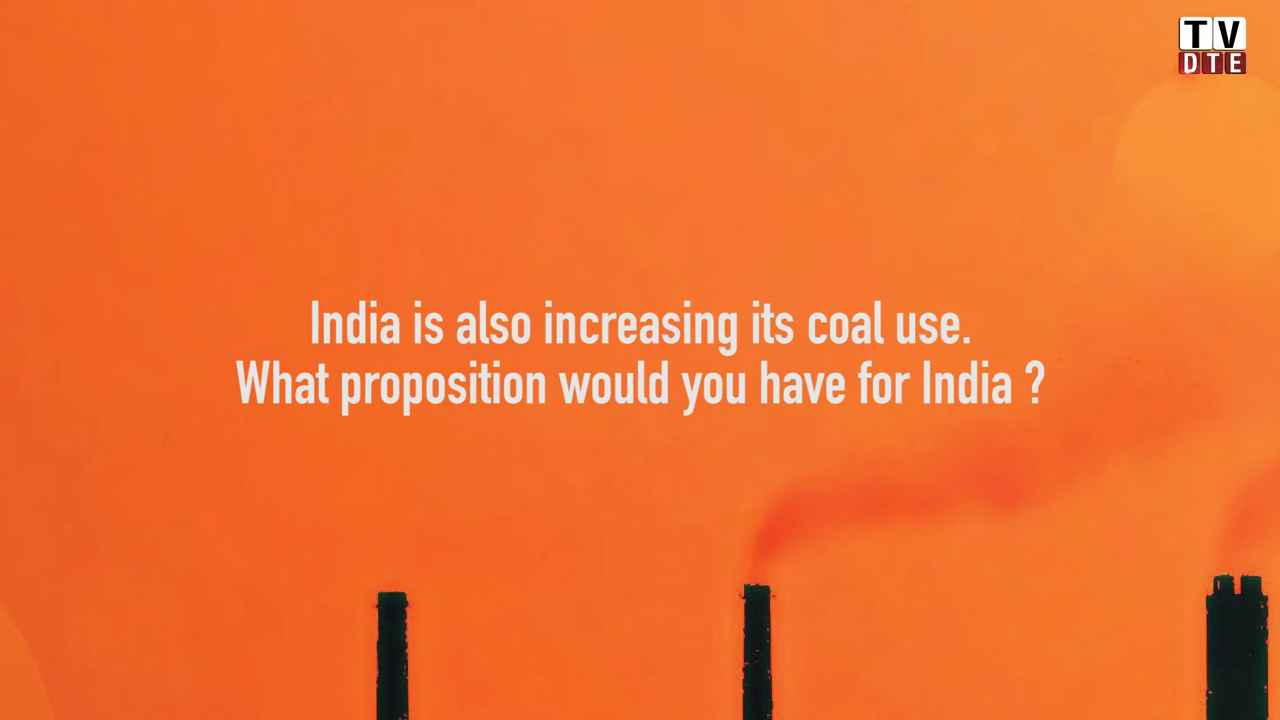 TV
DTE
India is also increasing its coal use.
What proposition would you have for India ?